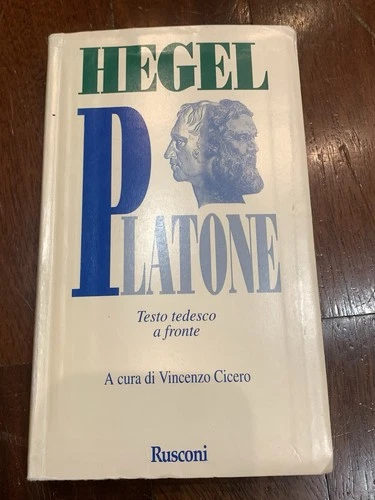 HEGEL
PLATONE
Testo tedesco
a fronte
A cura di Vincenzo Cicero
Rusconi